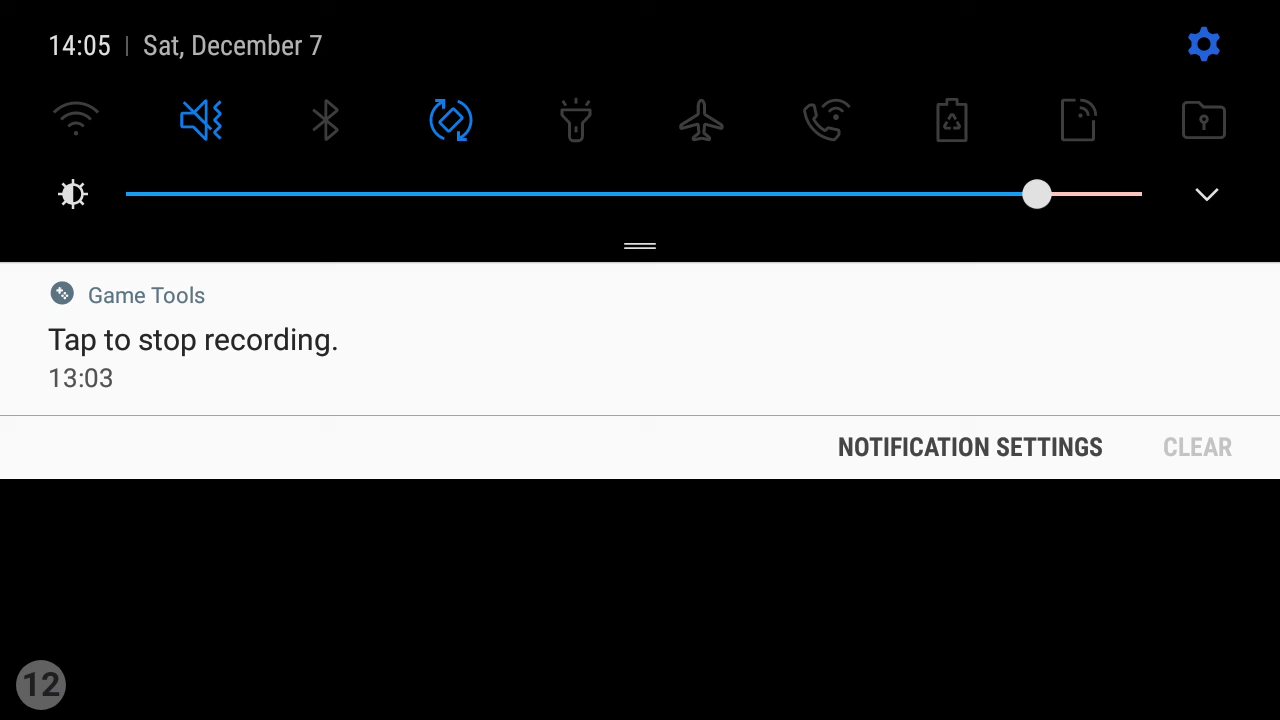 14:05 | Sat, December 7
Game Tools
Tap to stop recording.
13:03
NOTIFICATION SETTINGS CLEAR
12